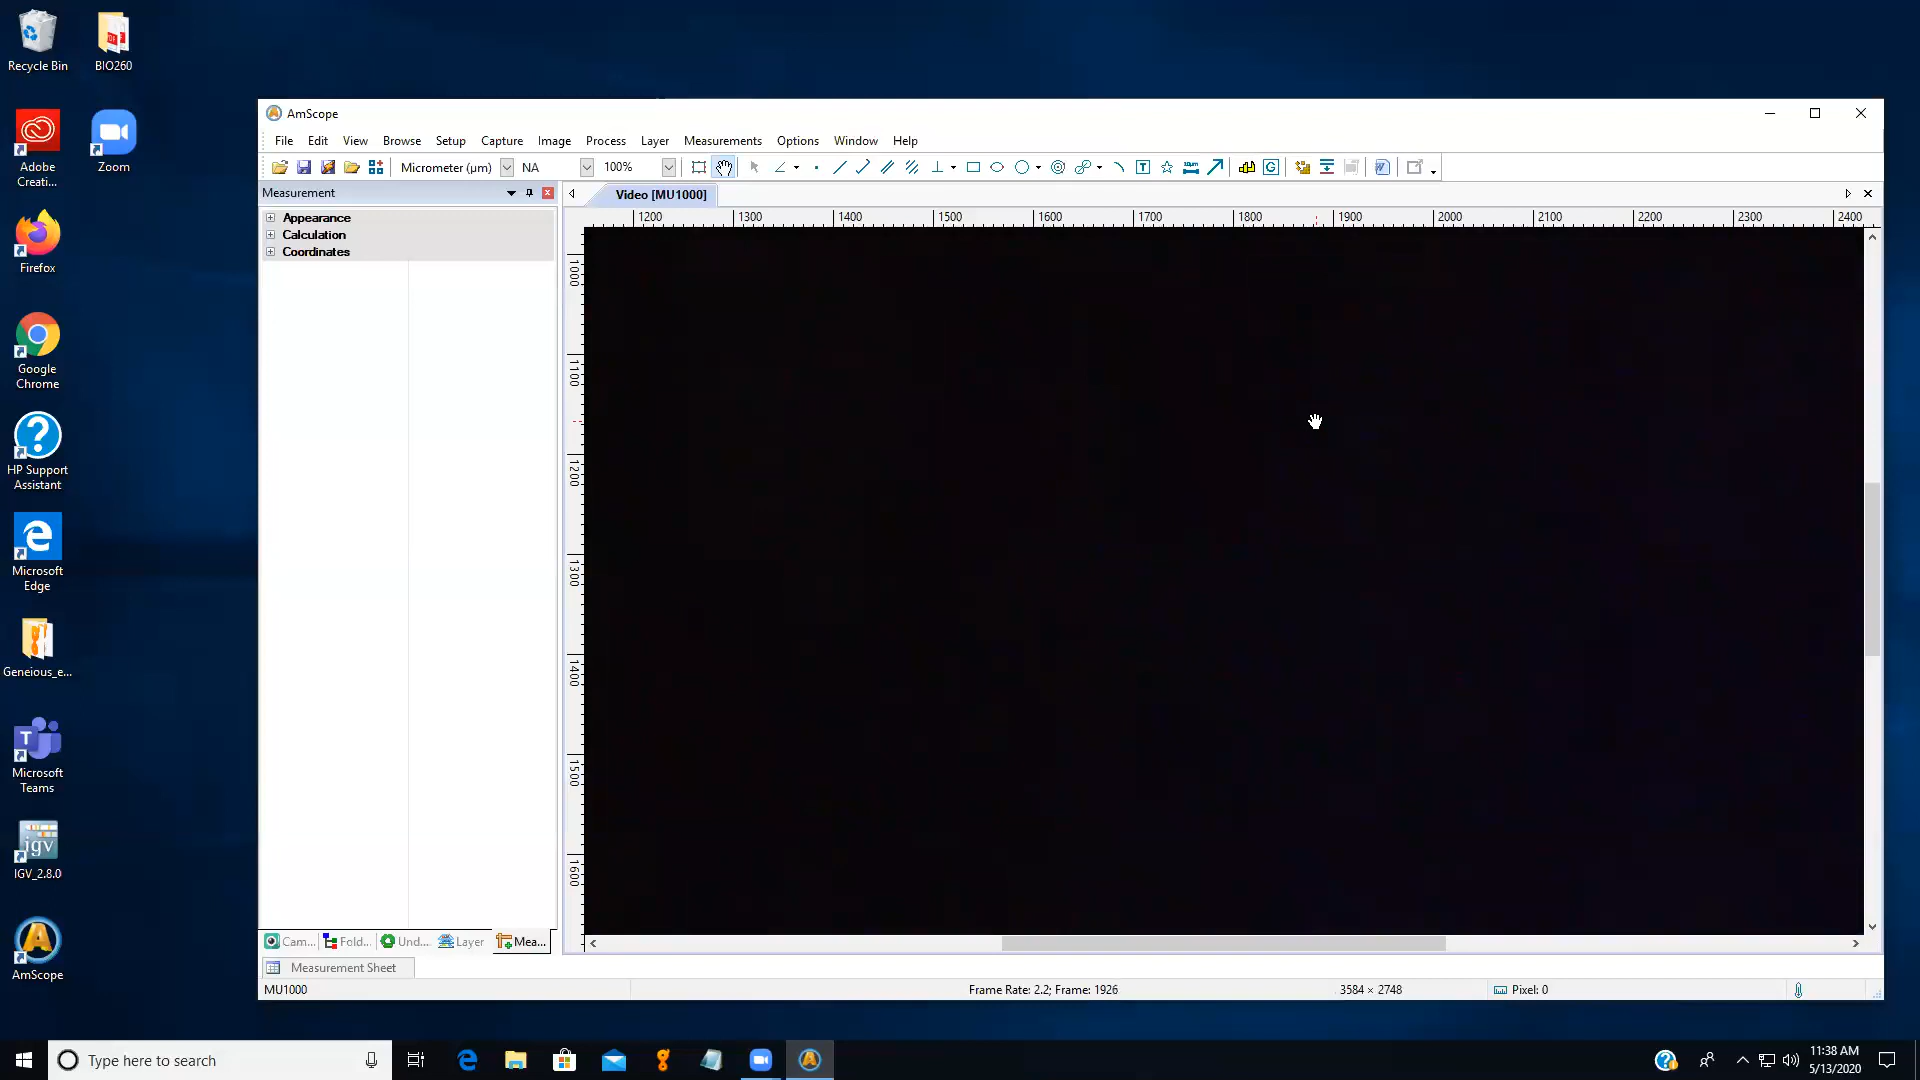 Recycle Bin
BIO260
Adobe
Creati...
Zoom
Firefox
Google
Chrome
HP Support
Assistant
Microsoft
Edge
Geneious_e...
Microsoft
Teams
igv
IGV_2.8.0
AmScope
AmScope
File Edit View Browse Setup Capture Image Process Layer Measurements Options Window Help
Micrometer (µm) NA 100%
Measurement
Appearance
Calculation
Coordinates
Video [MU1000]
1200 1300 1400 1500 1600 1700 1800 1900 2000 2100 2200 2300 2400
1000
1100
1200
1300
1400
1500
1600
Cam... Fold... Und... Layer Mea...
Measurement Sheet
MU1000 Frame Rate: 2.2; Frame: 1926 3584 × 2748 Pixel: 0
Type here to search
11:38 AM
5/13/2020